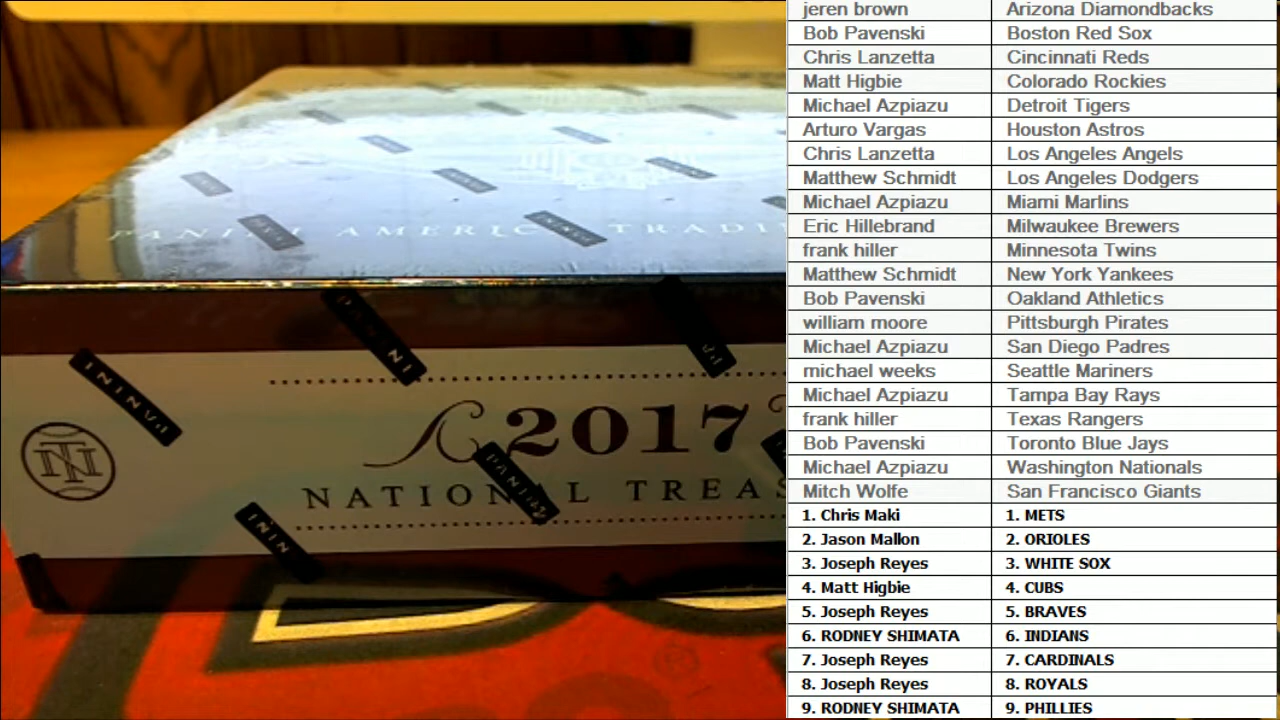 PANINI AMERICA TRADI
PANINI
PANINI
2017
NATIONAL TREAS
PANINI
jeren brown Arizona Diamondbacks
Bob Pavenski Boston Red Sox
Chris Lanzetta Cincinnati Reds
Matt Higbie Colorado Rockies
Michael Azpiazu Detroit Tigers
Arturo Vargas Houston Astros
Chris Lanzetta Los Angeles Angels
Matthew Schmidt Los Angeles Dodgers
Michael Azpiazu Miami Marlins
Eric Hillebrand Milwaukee Brewers
frank hiller Minnesota Twins
Matthew Schmidt New York Yankees
Bob Pavenski Oakland Athletics
william moore Pittsburgh Pirates
Michael Azpiazu San Diego Padres
michael weeks Seattle Mariners
Michael Azpiazu Tampa Bay Rays
frank hiller Texas Rangers
Bob Pavenski Toronto Blue Jays
Michael Azpiazu Washington Nationals
Mitch Wolfe San Francisco Giants
1. Chris Maki 1. METS
2. Jason Mallon 2. ORIOLES
3. Joseph Reyes 3. WHITE SOX
4. Matt Higbie 4. CUBS
5. Joseph Reyes 5. BRAVES
6. RODNEY SHIMATA 6. INDIANS
7. Joseph Reyes 7. CARDINALS
8. Joseph Reyes 8. ROYALS
9. RODNEY SHIMATA 9. PHILLIES